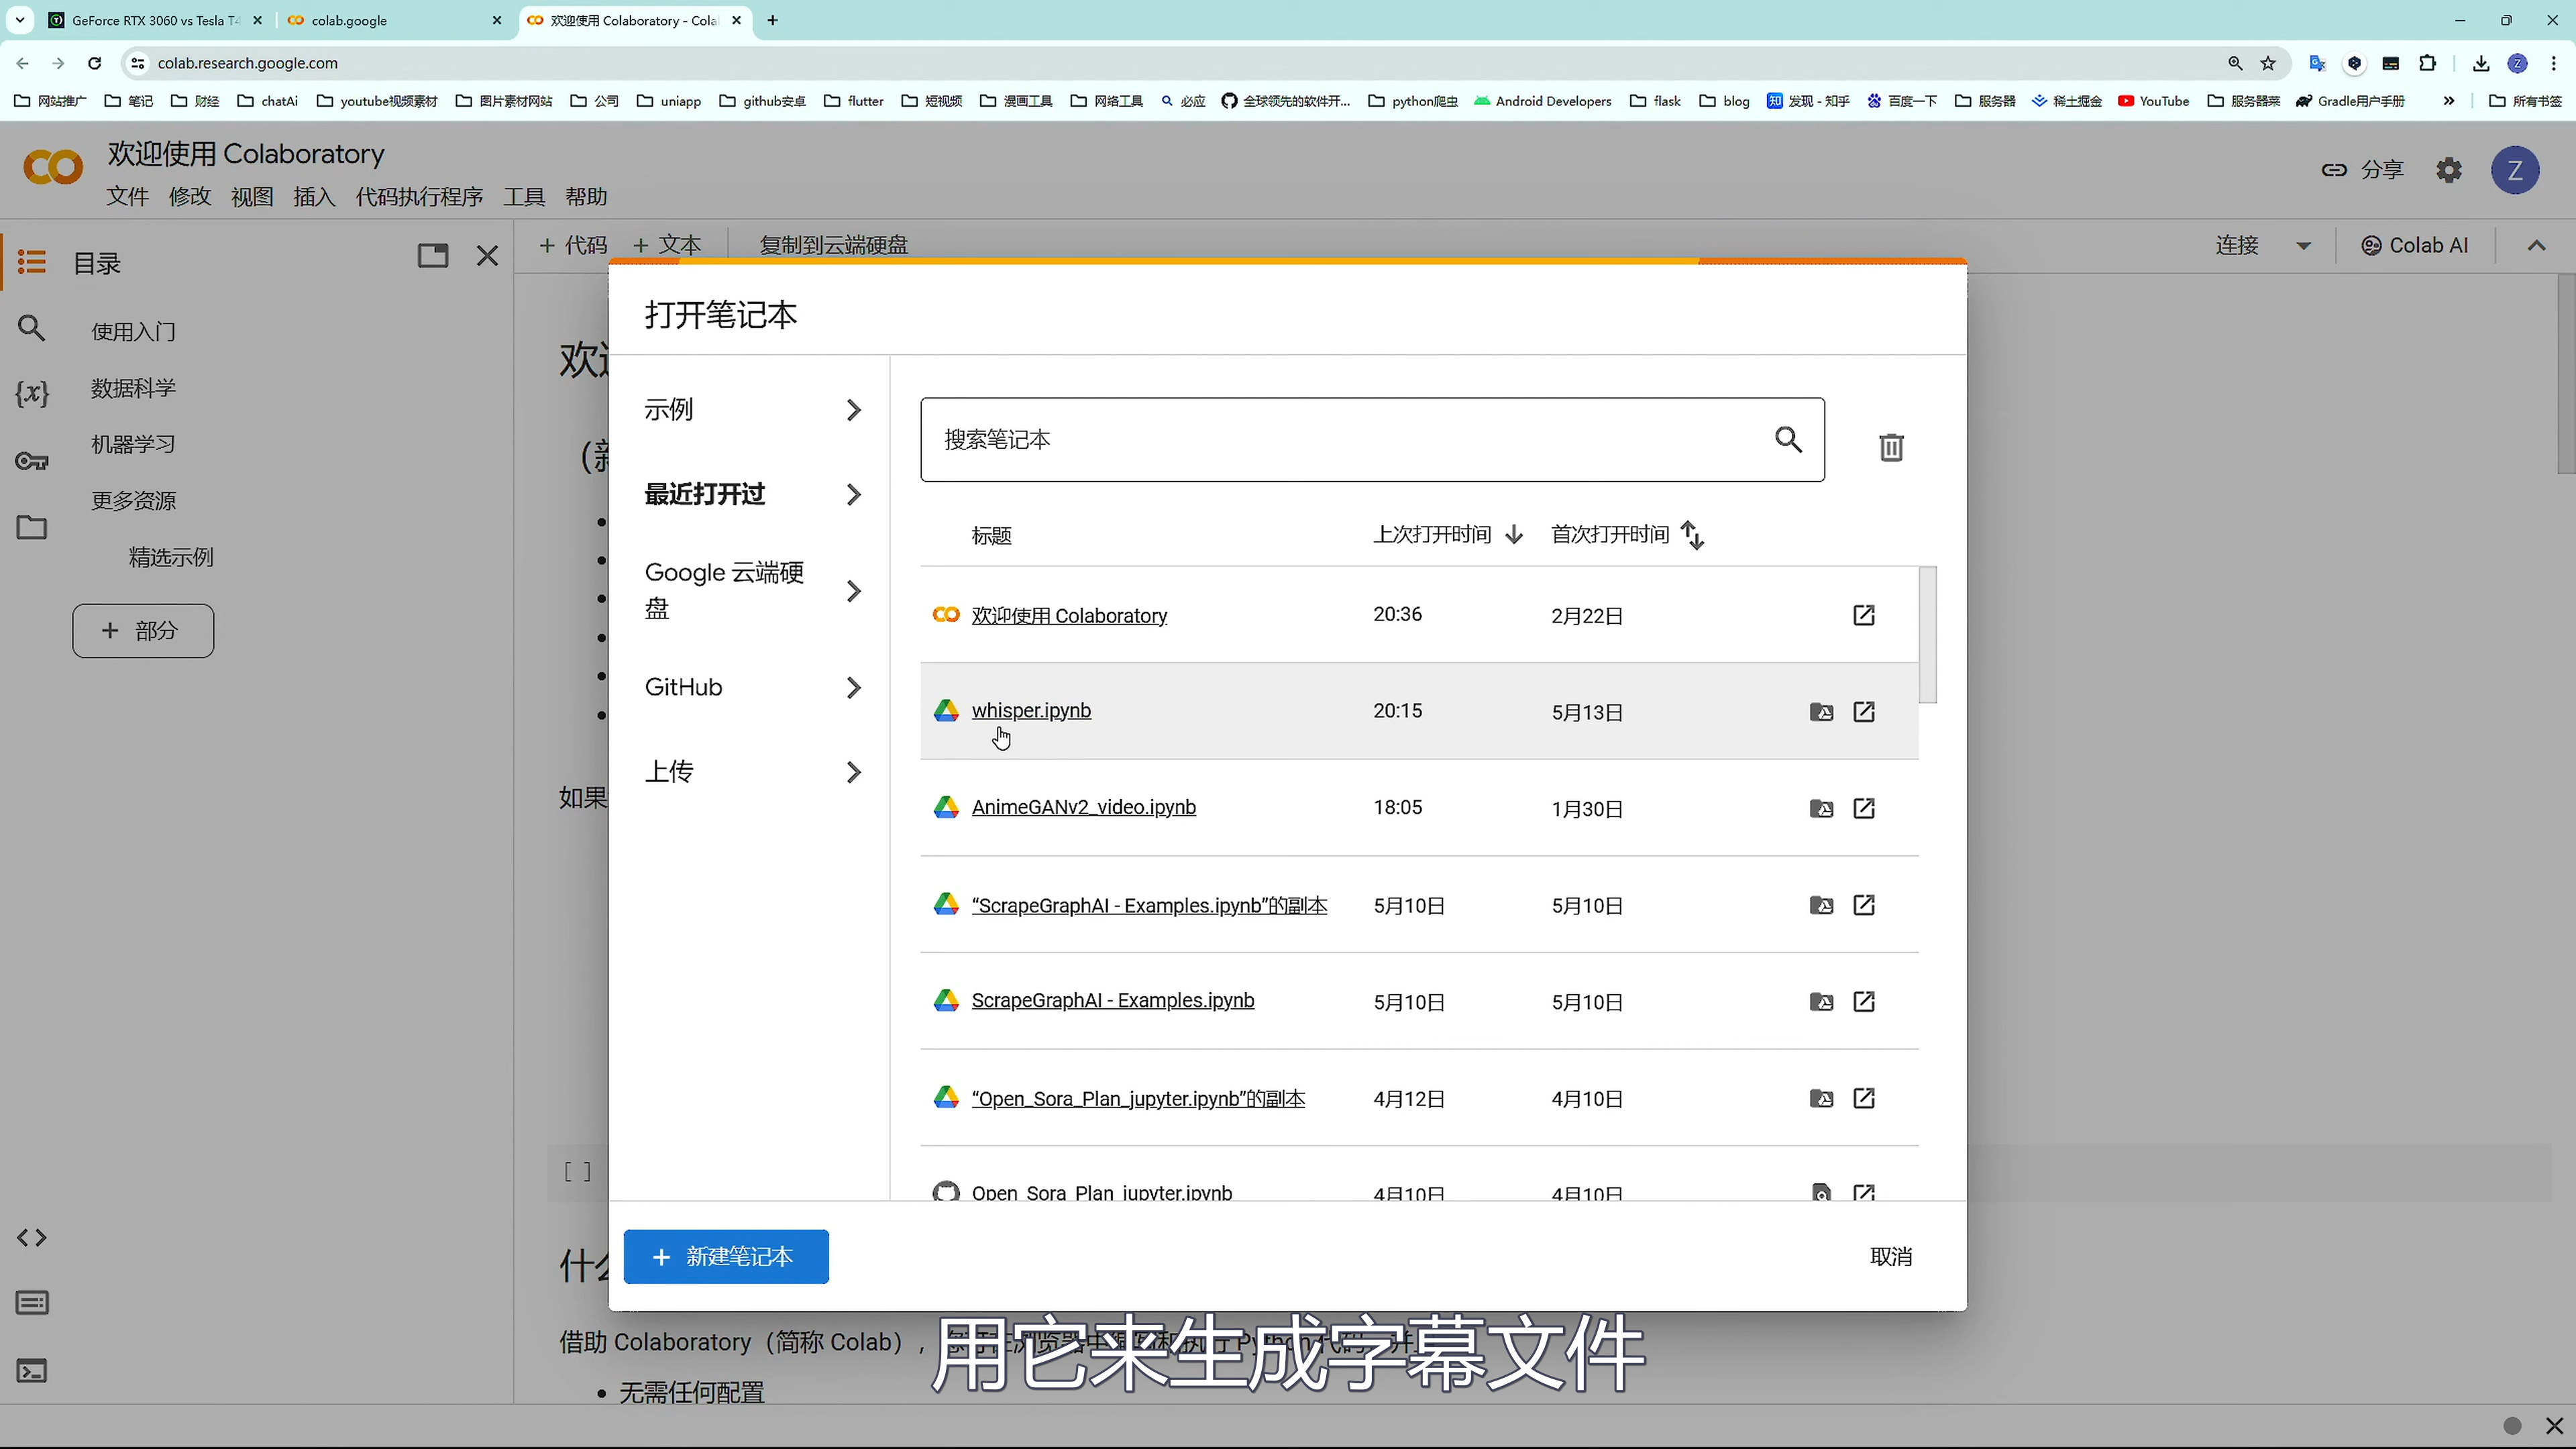 GeForce RTX 3060 vs Tesla T4
colab.google
欢迎使用 Colaboratory - Cola
colab.research.google.com
网站推广
笔记
财经
chatAi
youtube视频素材
图片素材网站
公司
uniapp
github安卓
flutter
短视频
漫画工具
网络工具
必应
全球领先的软件开...
python爬虫
Android Developers
flask
blog
发现 - 知乎
百度一下
服务器
稀土掘金
YouTube
服务器菜
Gradle用户手册
所有书签
欢迎使用 Colaboratory
文件 修改 视图 插入 代码执行程序 工具 帮助
分享
Z
目录
+ 代码 + 文本 复制到云端硬盘
连接
Colab AI
使用入门
数据科学
机器学习
更多资源
精选示例
+ 部分
欢迎
(新
如果
[ ]
什么
借助 Colaboratory（简称 Colab），
• 无需任何配置
打开笔记本
示例
最近打开过
Google 云端硬
盘
GitHub
上传
搜索笔记本
标题 上次打开时间 首次打开时间
欢迎使用 Colaboratory 20:36 2月22日
whisper.ipynb 20:15 5月13日
AnimeGANv2_video.ipynb 18:05 1月30日
“ScrapeGraphAI - Examples.ipynb”的副本 5月10日 5月10日
ScrapeGraphAI - Examples.ipynb 5月10日 5月10日
“Open_Sora_Plan_jupyter.ipynb”的副本 4月12日 4月10日
Open_Sora_Plan_jupyter.ipynb 4月10日 4月10日
+ 新建笔记本
取消
用它来生成字幕文件